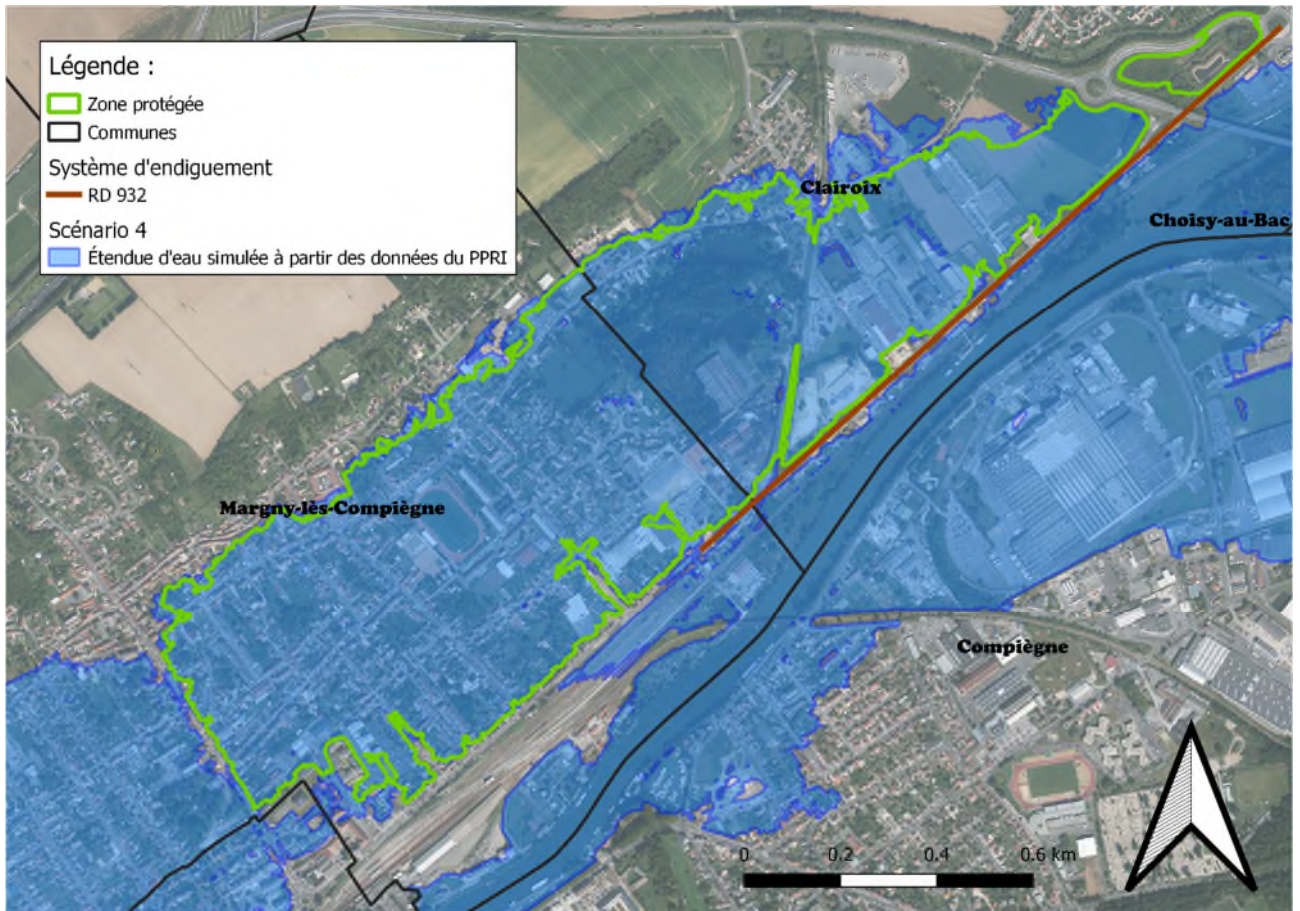 Légende :
Zone protégée
Communes
Système d'endiguement
RD 932
Scénario 4
Étendue d'eau simulée à partir des données du PPRI
Clairoix
Choisy-au-Bac
Margny-lès-Compiègne
Compiègne
0 0.2 0.4 0.6 km